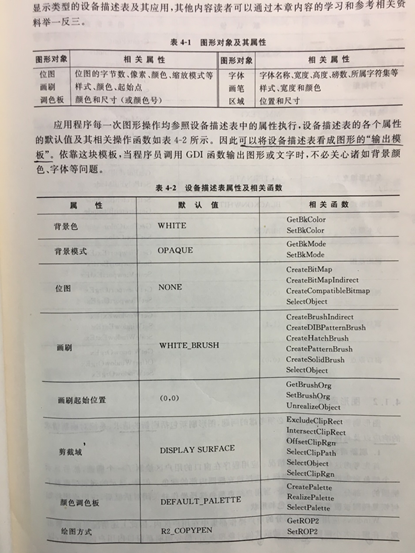 显示类型的设备描述表及其应用，其他内容读者可以通过本章内容的学习和参考相关资
料举一反三。
表 4-1 图形对象及其属性
图形对象 相关属性 图形对象 相关属性
位图 位图的字节数、像素、颜色、缩放模式等 字体 字体名称、宽度、高度、磅数、所属字符集等
画刷 样式、颜色、起始点 画笔 样式、宽度和颜色
调色板 颜色和尺寸（或颜色号） 区域 位置和尺寸
应用程序每一次图形操作均参照设备描述表中的属性执行，设备描述表的各个属性
的默认值及其相关操作函数如表 4-2 所示。因此可以将设备描述表看成图形的“输出模
板”。依靠这块模板，当程序员调用 GDI 函数输出图形或文字时，不必关心诸如背景颜
色、字体等问题。
表 4-2 设备描述表属性及相关函数
属性 默认值 相关函数
背景色 WHITE GetBkColor
SetBkColor
背景模式 OPAQUE GetBkMode
SetBkMode
位图 NONE CreateBitMap
CreateBitMapIndirect
CreateCompatibleBitmap
SelectObject
画刷 WHITE_BRUSH CreateBrushIndirect
CreateDIBPatternBrush
CreateHatchBrush
CreatePatternBrush
CreateSolidBrush
SelectObject
画刷起始位置 (0,0) GetBrushOrg
SetBrushOrg
UnrealizeObject
剪裁域 DISPLAY SURFACE ExcludeClipRect
IntersectClipRect
OffsetClipRgn
SelectClipPath
SelectObject
SelectClipRgn
颜色调色板 DEFAULT_PALETTE CreatePalette
RealizePalette
SelectPalette
绘图方式 R2_COPYPEN GetROP2
SetROP2